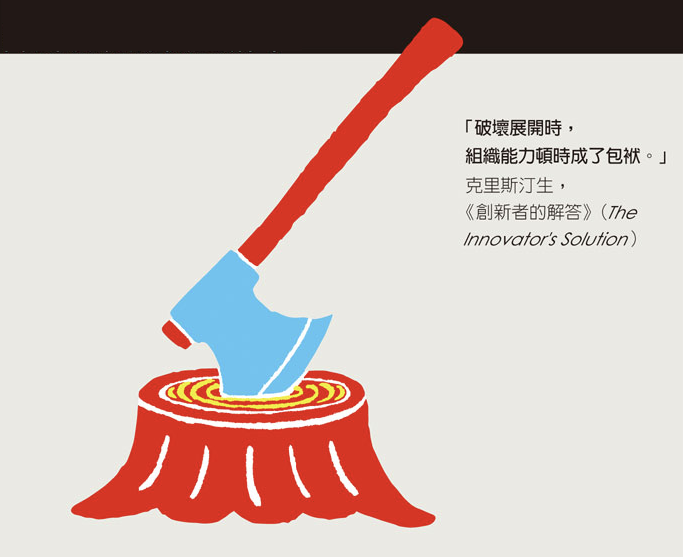 「破壞展開時，
組織能力頓時成了包袱。」
克里斯汀生，
《創新者的解答》（The
Innovator's Solution）